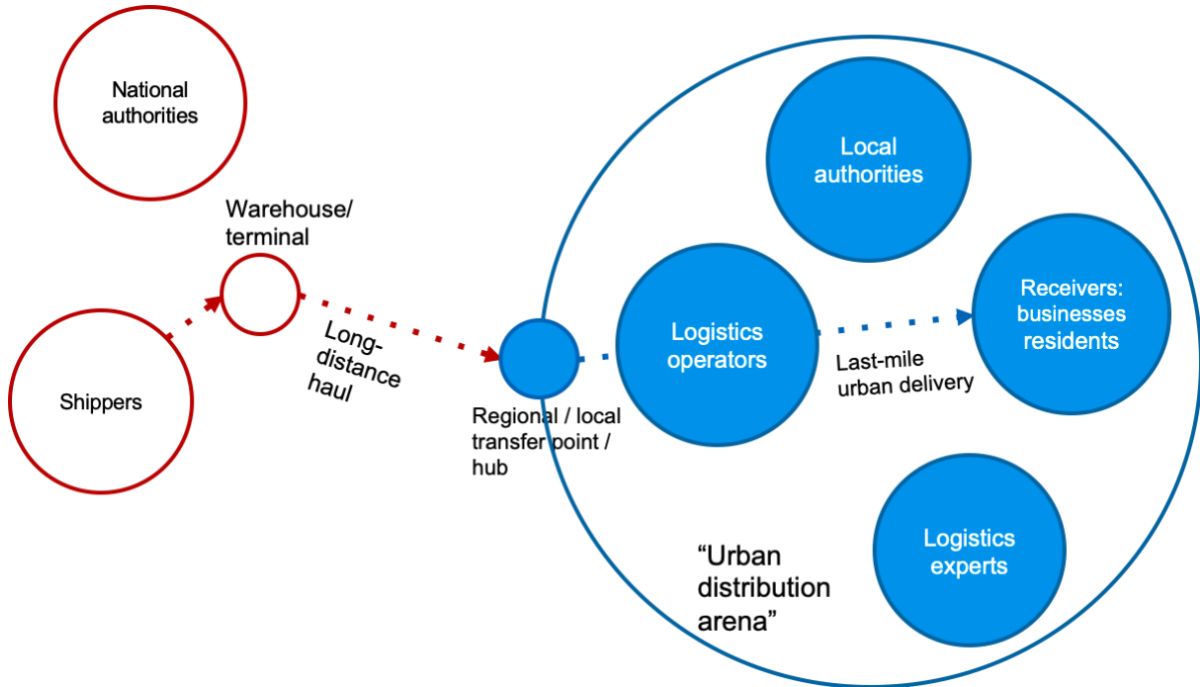 National
authorities
Warehouse/
terminal
Shippers
Long-
distance
haul
Regional / local
transfer point /
hub
Local
authorities
Logistics
operators
Last-mile
urban delivery
Receivers:
businesses
residents
Logistics
experts
“Urban
distribution
arena”